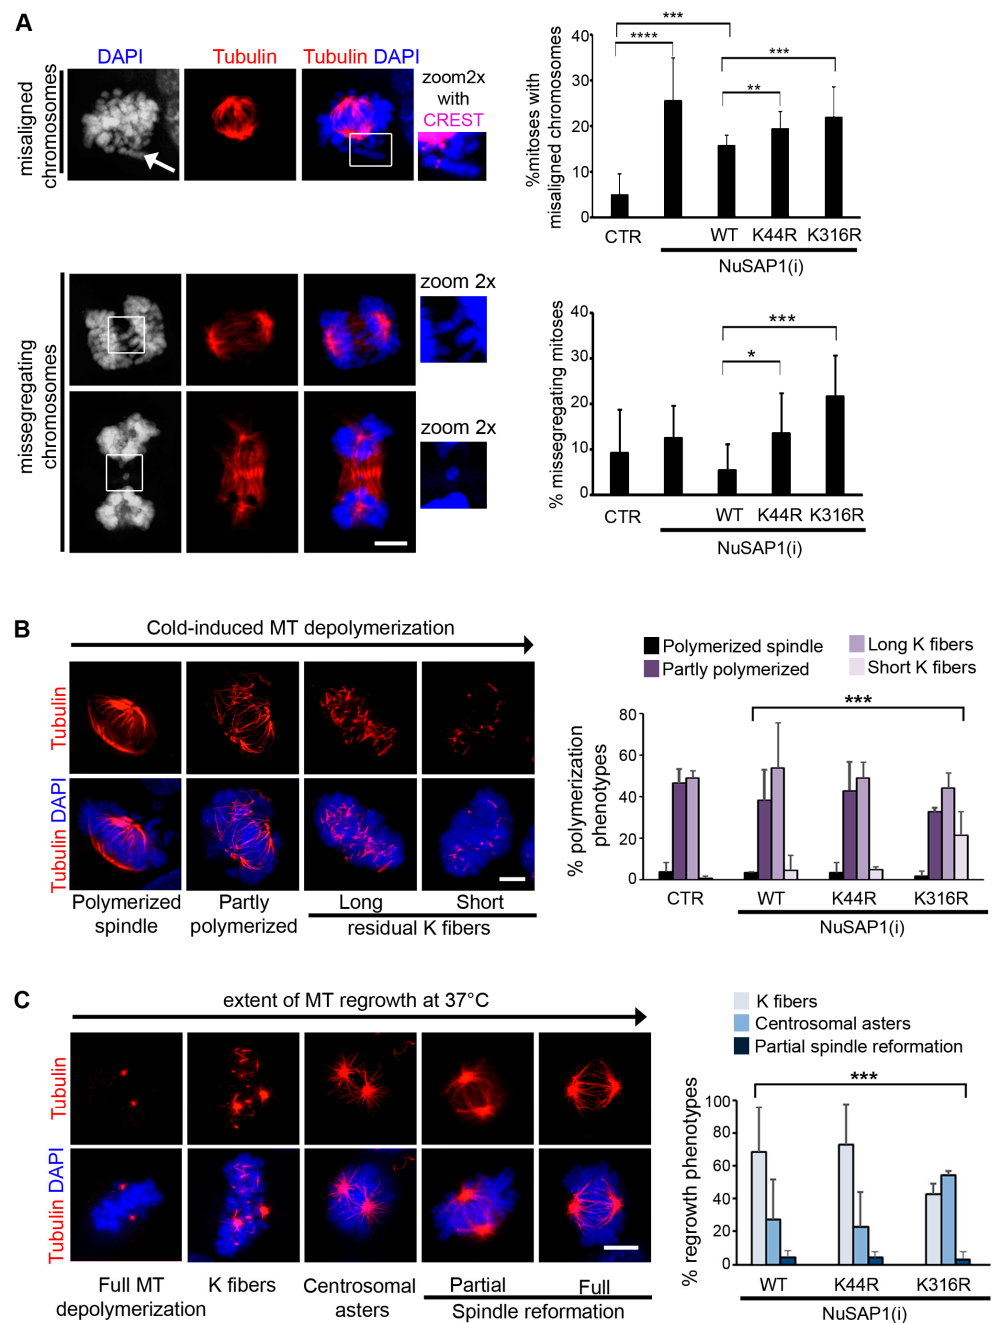 A
DAPI
Tubulin
Tubulin DAPI
misaligned
chromosomes
zoom2x
with
CREST
%mitoses with
misaligned chromosomes
40
30
20
10
0
***
****
***
**
CTR
WT
K44R
K316R
NuSAP1(i)
missegregating
chromosomes
zoom 2x
zoom 2x
% missegregating mitoses
40
30
20
10
0
***
*
CTR
WT
K44R
K316R
NuSAP1(i)
B
Cold-induced MT depolymerization
Tubulin
Tubulin DAPI
Polymerized
spindle
Partly
polymerized
Long
Short
residual K fibers
Polymerized spindle
Partly polymerized
Long K fibers
Short K fibers
% polymerization
phenotypes
80
60
40
20
0
***
CTR
WT
K44R
K316R
NuSAP1(i)
C
extent of MT regrowth at 37°C
Tubulin
Tubulin DAPI
Full MT
depolymerization
K fibers
Centrosomal
asters
Partial
Full
Spindle reformation
K fibers
Centrosomal asters
Partial spindle reformation
% regrowth phenotypes
100
80
60
40
20
0
***
WT
K44R
K316R
NuSAP1(i)